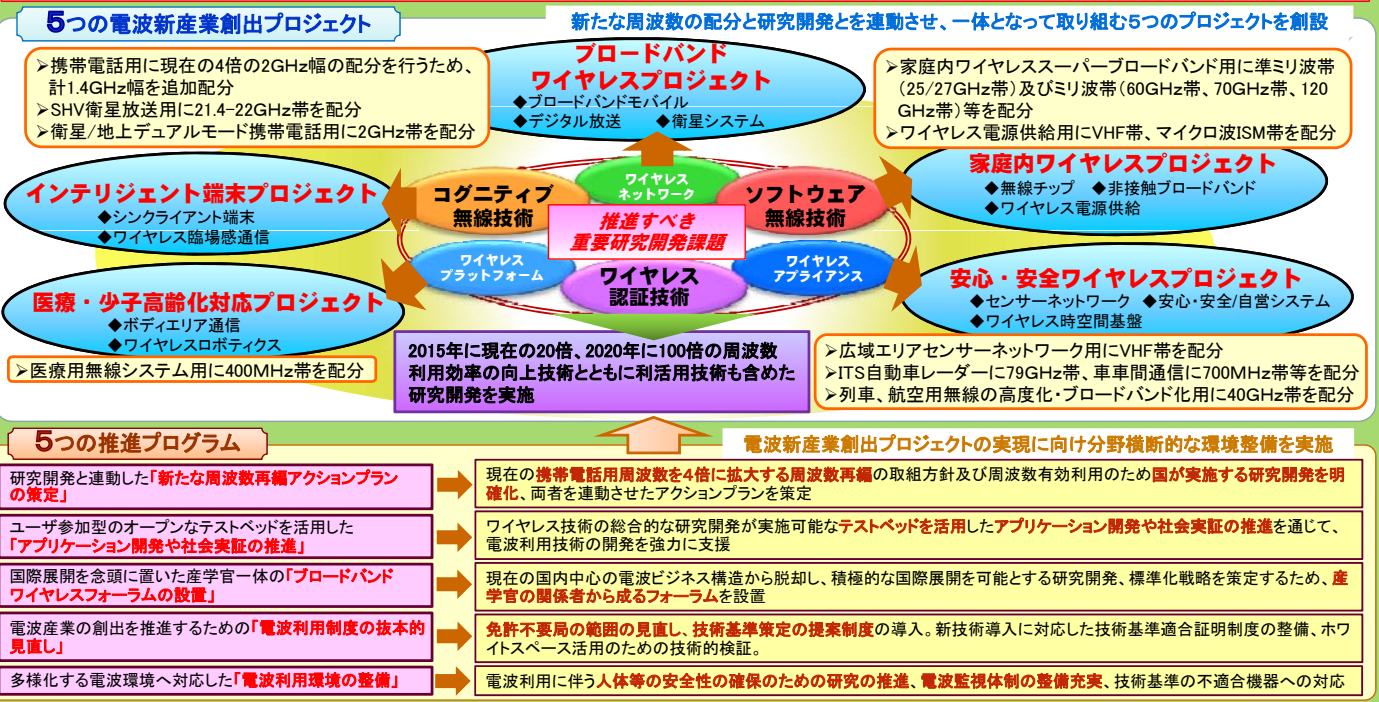 5つの電波新産業創出プロジェクト
新たな周波数の配分と研究開発とを連動させ、一体となって取り組む5つのプロジェクトを創設
➢携帯電話用に現在の4倍の2GHz幅の配分を行うため、
計1.4GHz幅を追加配分
➢SHV衛星放送用に21.4-22GHz帯を配分
➢衛星/地上デュアルモード携帯電話用に2GHz帯を配分
ブロードバンド
ワイヤレスプロジェクト
◆ブロードバンドモバイル
◆デジタル放送 ◆衛星システム
➢家庭内ワイヤレススーパーブロードバンド用に準ミリ波帯
(25/27GHz帯)及びミリ波帯(60GHz帯、70GHz帯、120
GHz帯)等を配分
➢ワイヤレス電源供給用にVHF帯、マイクロ波ISM帯を配分
インテリジェント端末プロジェクト
◆シンクライアント端末
◆ワイヤレス臨場感通信
コグニティブ
無線技術
ワイヤレス
ネットワーク
ソフトウェア
無線技術
推進すべき
重要研究開発課題
ワイヤレス
プラットフォーム
ワイヤレス
認証技術
ワイヤレス
アプライアンス
家庭内ワイヤレスプロジェクト
◆無線チップ ◆非接触ブロードバンド
◆ワイヤレス電源供給
医療・少子高齢化対応プロジェクト
◆ボディエリア通信
◆ワイヤレスロボティクス
➢医療用無線システム用に400MHz帯を配分
安心・安全ワイヤレスプロジェクト
◆センサーネットワーク ◆安心・安全/自営システム
◆ワイヤレス時空間基盤
2015年に現在の20倍、2020年に100倍の周波数
利用効率の向上技術とともに利活用技術も含めた
研究開発を実施
➢広域エリアセンサーネットワーク用にVHF帯を配分
➢ITS自動車レーダーに79GHz帯、車車間通信に700MHz帯等を配分
➢列車、航空用無線の高度化・ブロードバンド化用に40GHz帯を配分
5つの推進プログラム
電波新産業創出プロジェクトの実現に向け分野横断的な環境整備を実施
研究開発と連動した「新たな周波数再編アクションプラン
の策定」
現在の携帯電話用周波数を4倍に拡大する周波数再編の取組方針及び周波数有効利用のため国が実施する研究開発を明
確化、両者を連動させたアクションプランを策定
ユーザ参加型のオープンなテストベッドを活用した
「アプリケーション開発や社会実証の推進」
ワイヤレス技術の総合的な研究開発が実施可能なテストベッドを活用したアプリケーション開発や社会実証の推進を通じて、
電波利用技術の開発を強力に支援
国際展開を念頭に置いた産学官一体の「ブロードバンド
ワイヤレスフォーラムの設置」
現在の国内中心の電波ビジネス構造から脱却し、積極的な国際展開を可能とする研究開発、標準化戦略を策定するため、産
学官の関係者から成るフォーラムを設置
電波産業の創出を推進するための「電波利用制度の抜本的
見直し」
免許不要局の範囲の見直し、技術基準策定の提案制度の導入。新技術導入に対応した技術基準適合証明制度の整備、ホワ
イトスペース活用のための技術的検証。
多様化する電波環境へ対応した「電波利用環境の整備」
電波利用に伴う人体等の安全性の確保のための研究の推進、電波監視体制の整備充実、技術基準の不適合機器への対応